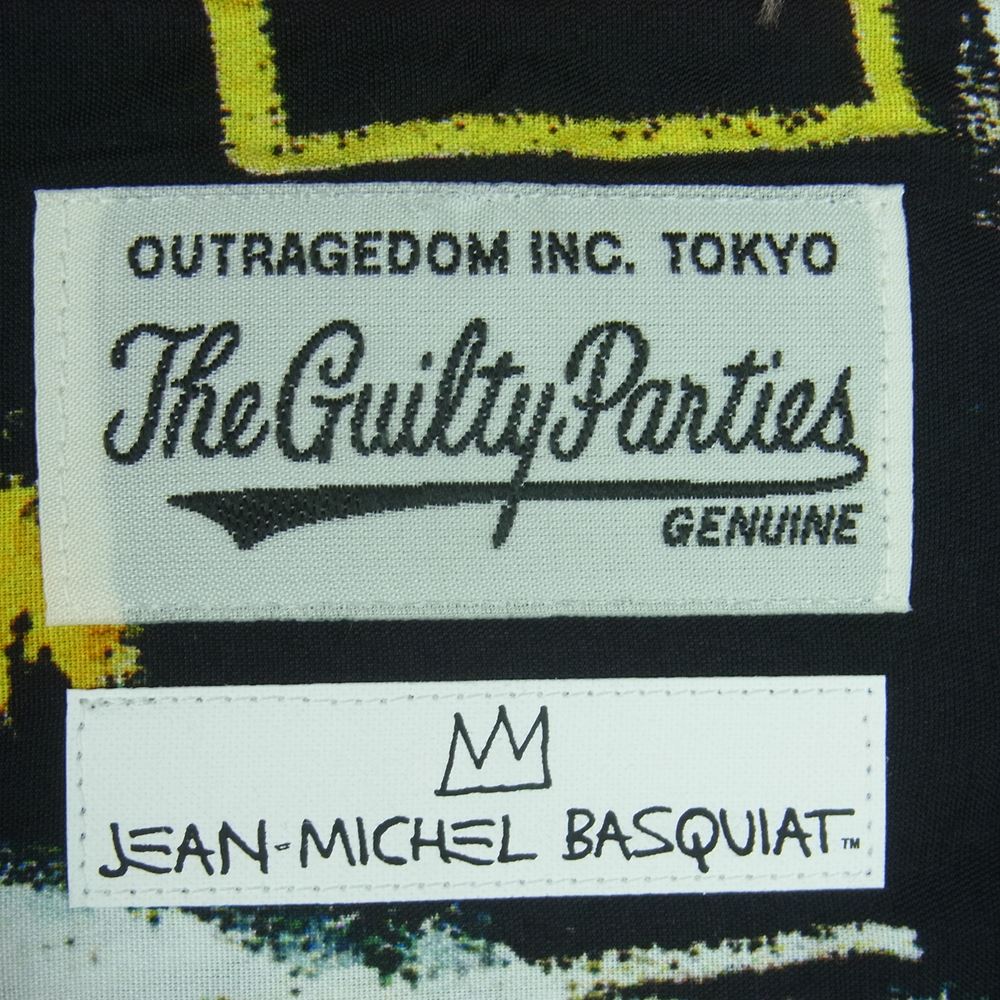 OUTRAGEDOM INC. TOKYO
The Guilty Parties
GENUINE
JEAN-MICHEL BASQUIAT™